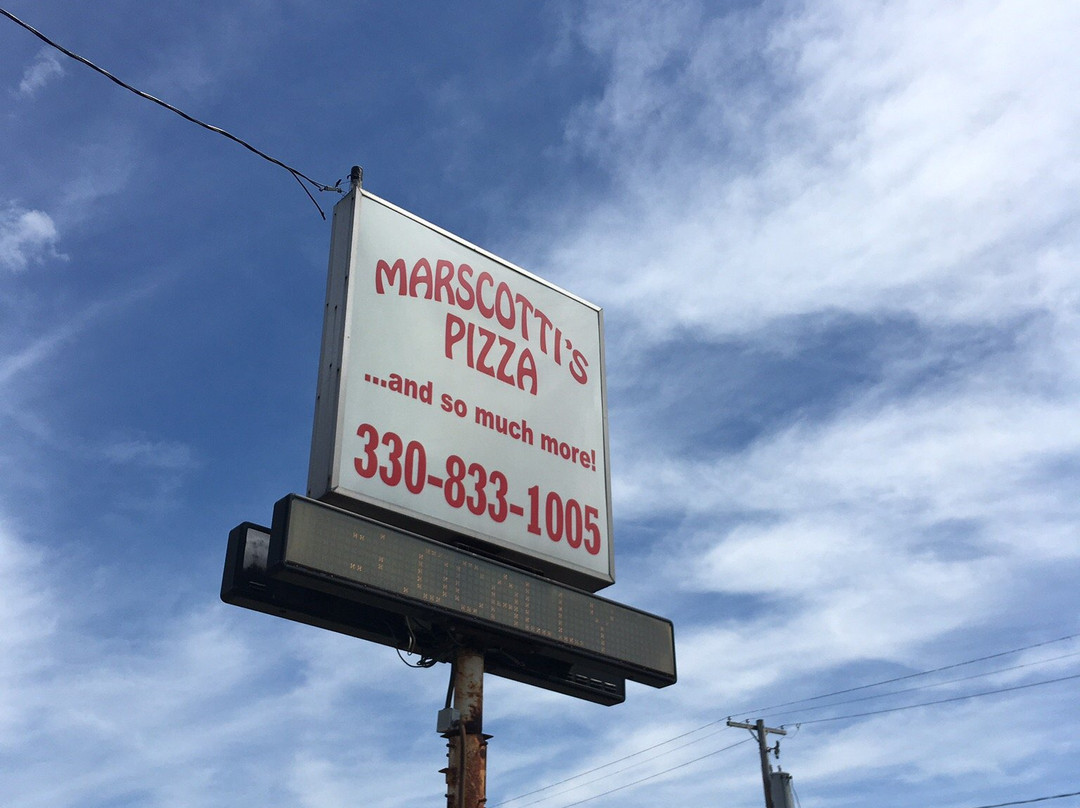 MARSCOTTI'S
PIZZA
...and so much more!
330-833-1005